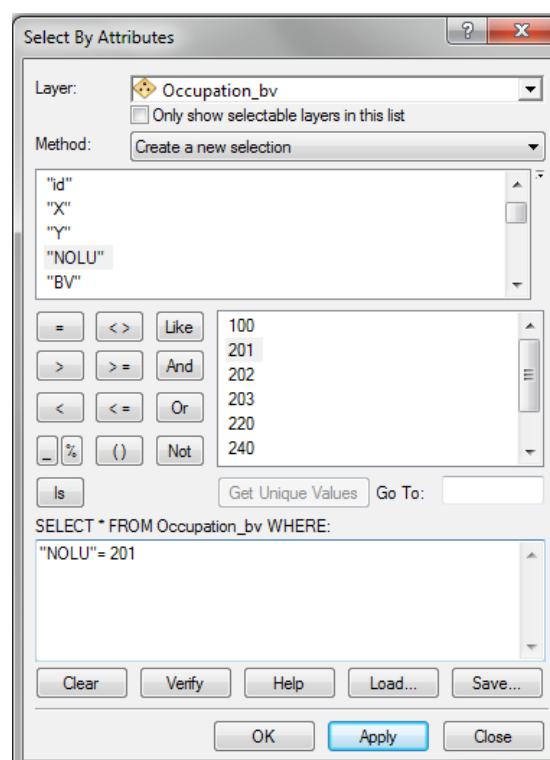 Select By Attributes
Layer: Occupation_bv
Only show selectable layers in this list
Method: Create a new selection
"id"
"X"
"Y"
"NOLU"
"BV"
= < > Like
> > = And
< < = Or
_ % () Not
Is
100
201
202
203
220
240
Get Unique Values Go To:
SELECT * FROM Occupation_bv WHERE:
"NOLU"= 201
Clear Verify Help Load... Save...
OK Apply Close